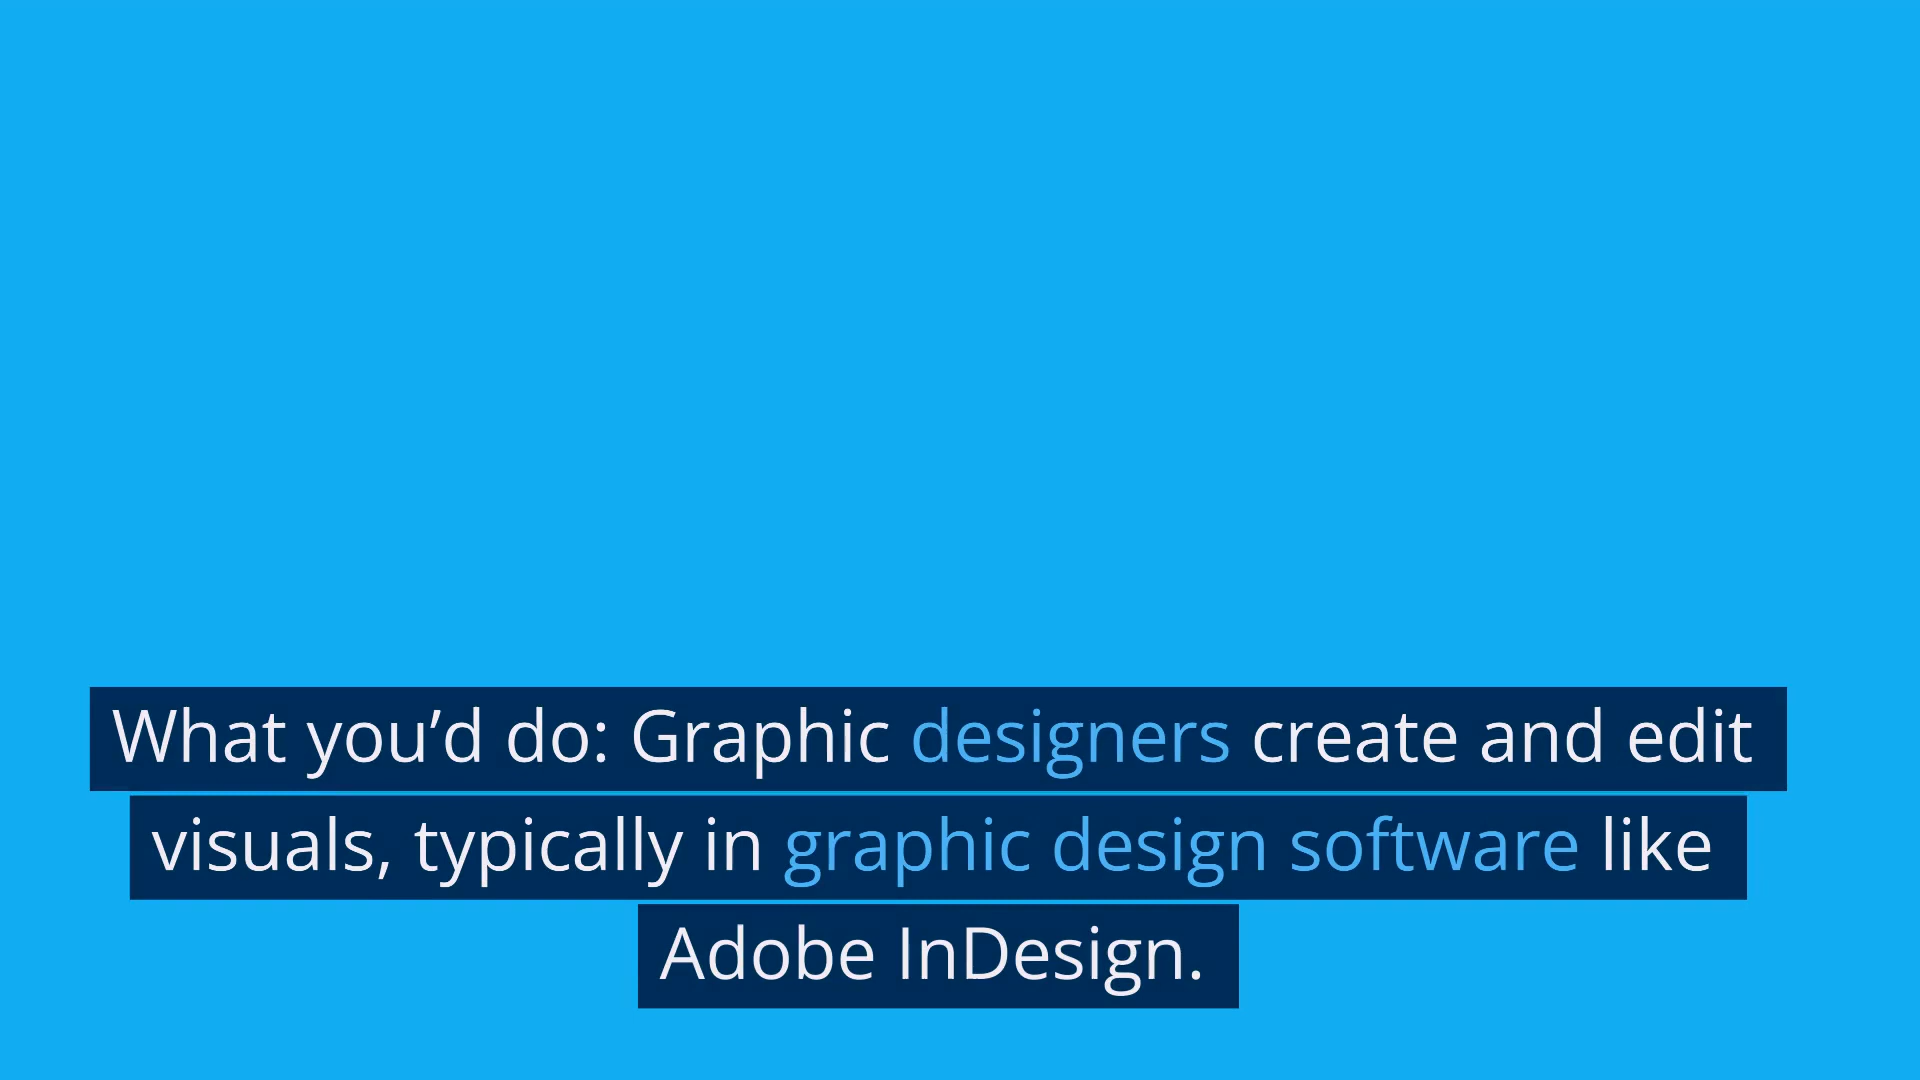 What you’d do: Graphic designers create and edit
visuals, typically in graphic design software like
Adobe InDesign.